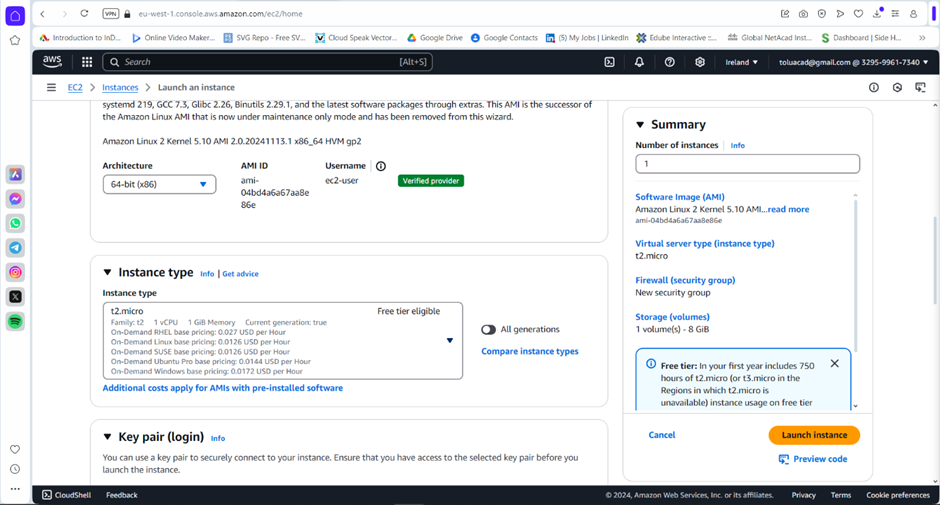 VPN eu-west-1.console.aws.amazon.com/ec2/home
Introduction to InD... Online Video Maker... SVG Repo - Free SV... Cloud Speak Vector... Google Drive Google Contacts (5) My Jobs | LinkedIn Edube Interactive :... Global NetAcad Inst... Dashboard | Side H...
aws Search [Alt+S] Ireland toluacad@gmail.com @ 3295-9961-7340
EC2 Instances Launch an instance
systemd 219, GCC 7.3, Glibc 2.26, Binutils 2.29.1, and the latest software packages through extras. This AMI is the successor of
the Amazon Linux AMI that is now under maintenance only mode and has been removed from this wizard.
Amazon Linux 2 Kernel 5.10 AMI 2.0.20241113.1 x86_64 HVM gp2
Architecture AMI ID Username
64-bit (x86) ami-04bd4a6a67aa8e86e ec2-user Verified provider
Instance type Info | Get advice
Instance type
t2.micro Free tier eligible
Family: t2 1 vCPU 1 GiB Memory Current generation: true
On-Demand RHEL base pricing: 0.027 USD per Hour
On-Demand Linux base pricing: 0.0126 USD per Hour
On-Demand SUSE base pricing: 0.0126 USD per Hour
On-Demand Ubuntu Pro base pricing: 0.0144 USD per Hour
On-Demand Windows base pricing: 0.0172 USD per Hour
All generations
Compare instance types
Additional costs apply for AMIs with pre-installed software
Key pair (login) Info
You can use a key pair to securely connect to your instance. Ensure that you have access to the selected key pair before you
launch the instance.
Summary
Number of instances Info
1
Software Image (AMI)
Amazon Linux 2 Kernel 5.10 AMI...read more
ami-04bd4a6a67aa8e86e
Virtual server type (instance type)
t2.micro
Firewall (security group)
New security group
Storage (volumes)
1 volume(s) - 8 GiB
Free tier: In your first year includes 750
hours of t2.micro (or t3.micro in the
Regions in which t2.micro is
unavailable) instance usage on free tier
Cancel Launch instance
Preview code
CloudShell Feedback © 2024, Amazon Web Services, Inc. or its affiliates. Privacy Terms Cookie preferences